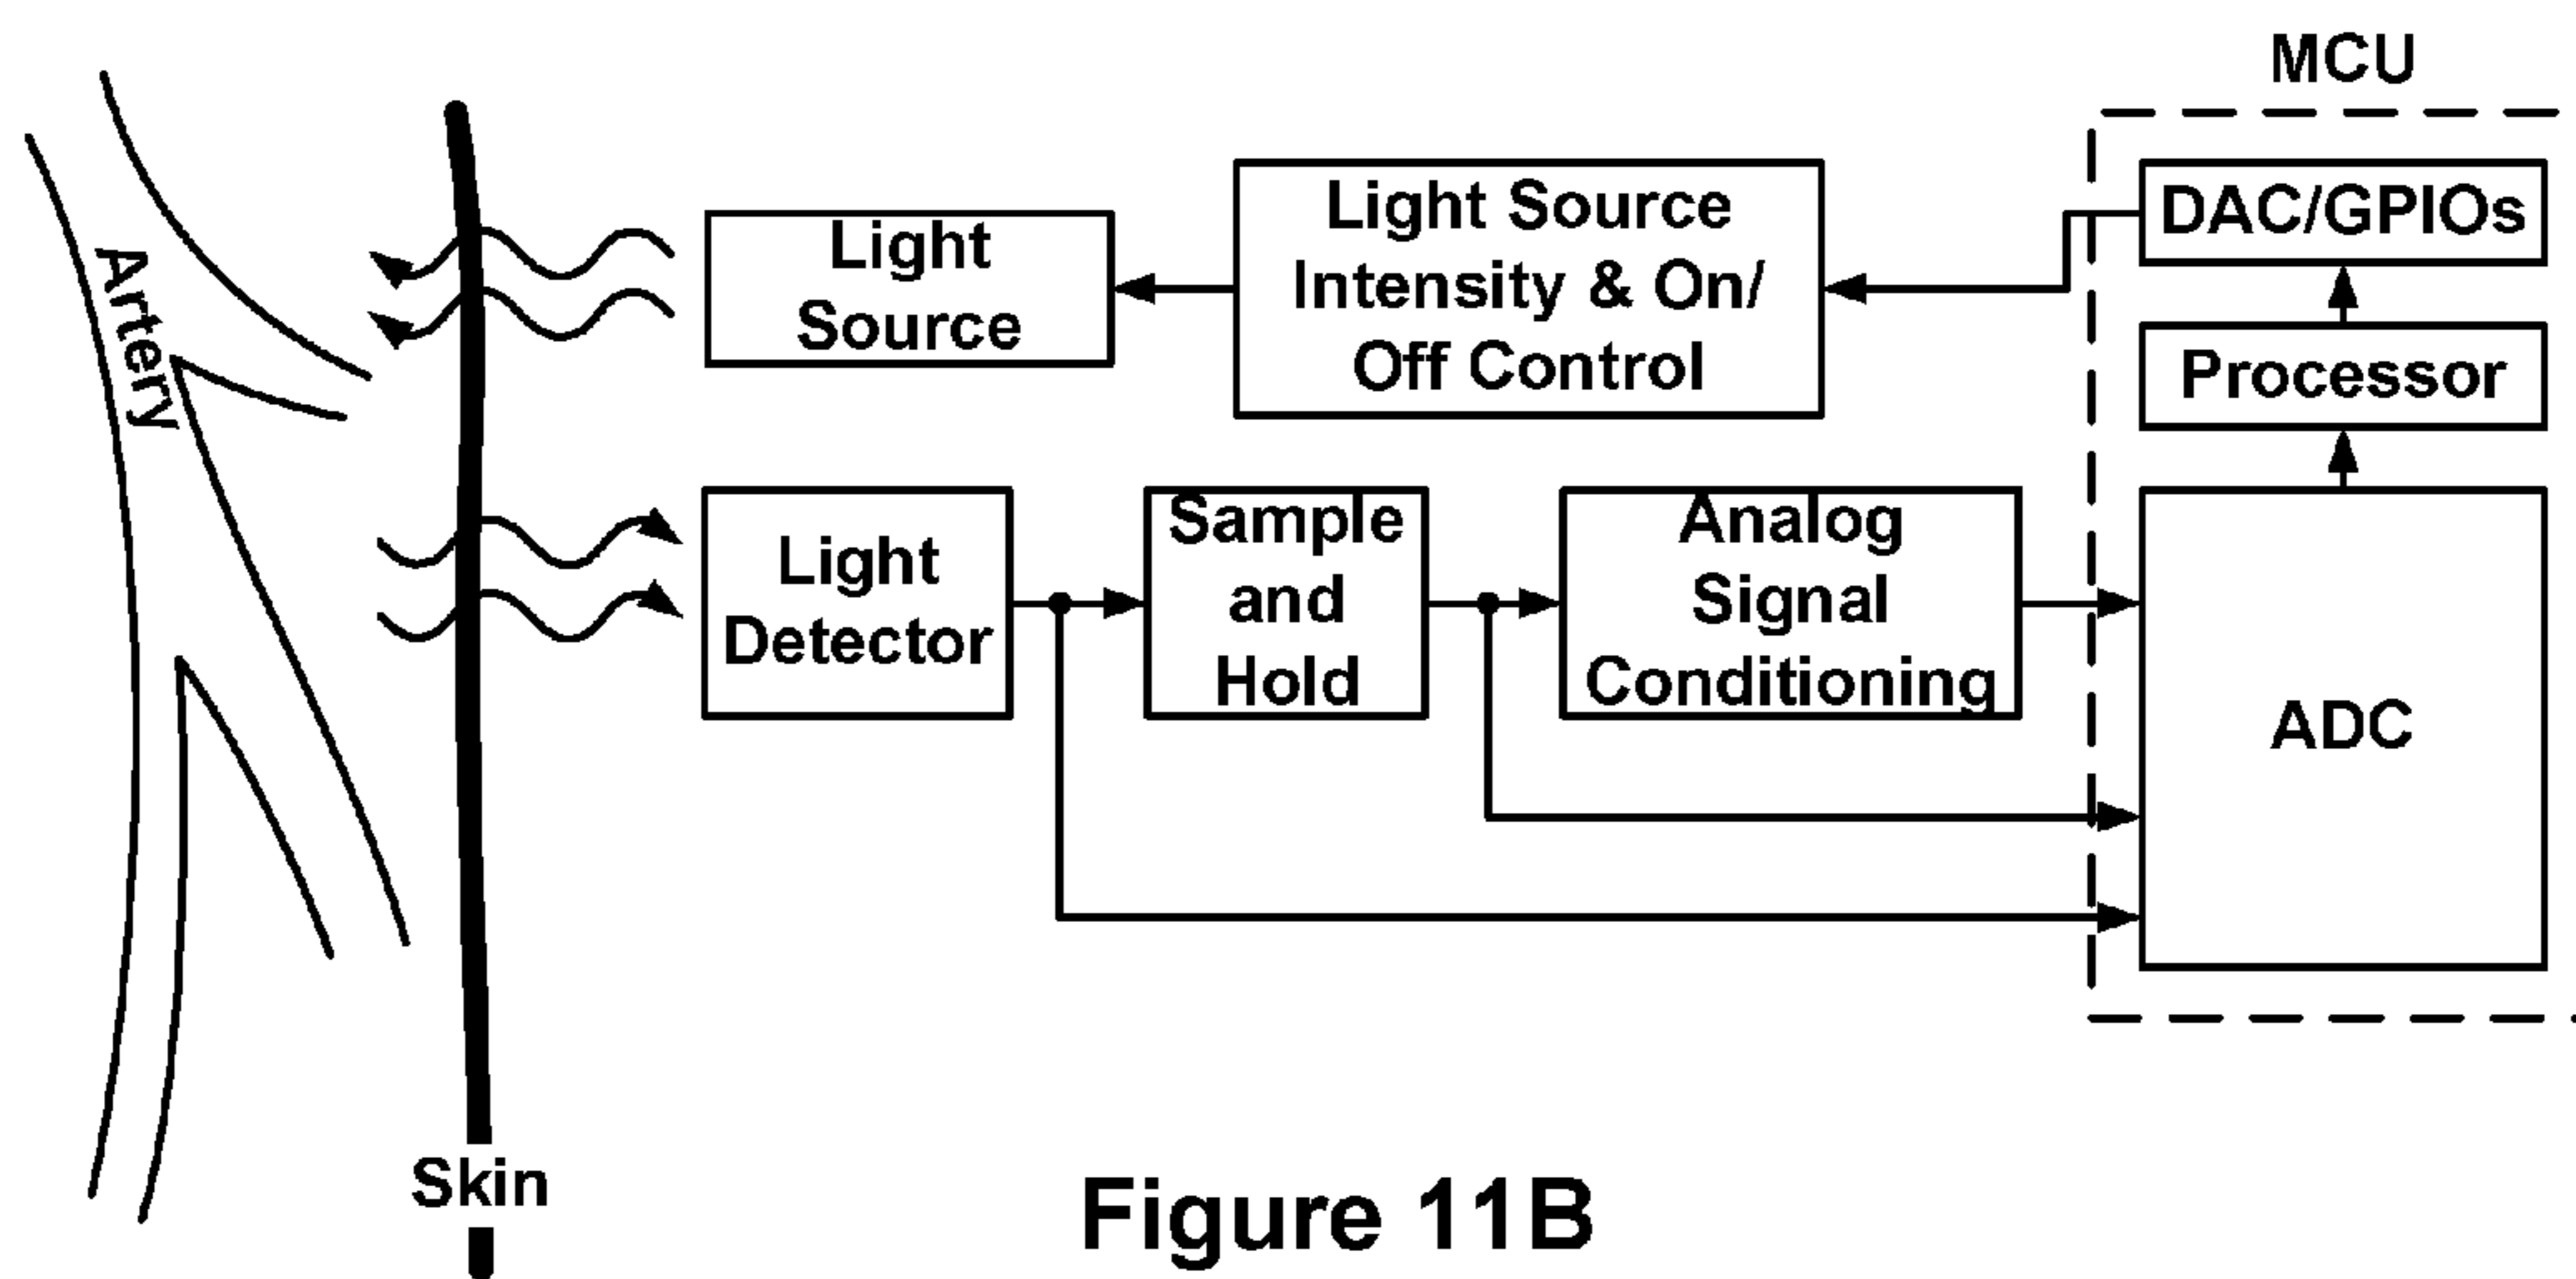 MCU
Artery
Light
Source
Light Source
Intensity & On/
Off Control
DAC/GPIOs
Processor
Light
Detector
Sample
and
Hold
Analog
Signal
Conditioning
ADC
Skin
Figure 11B